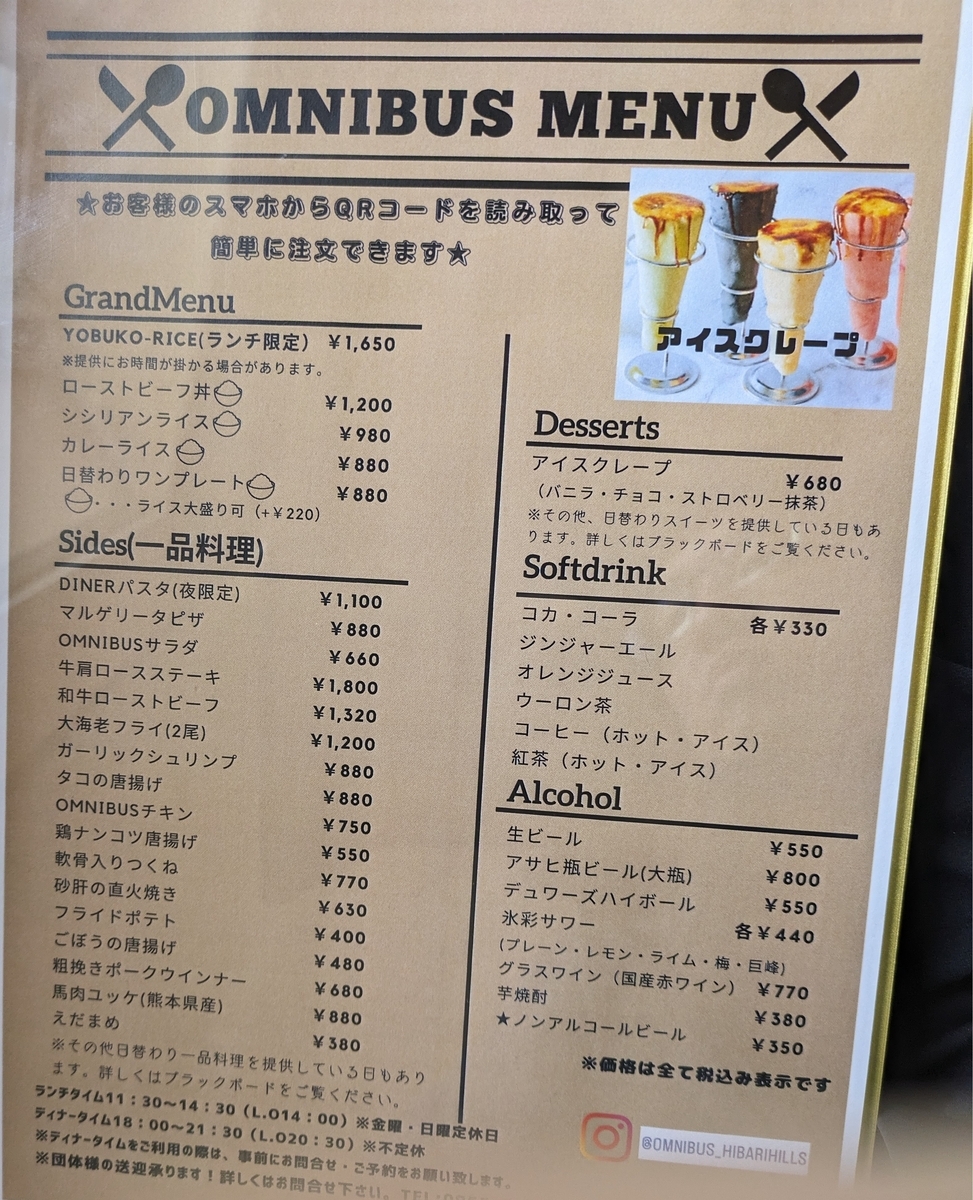 OMNIBUS MENU
★お客様のスマホからQRコードを読み取って
簡単に注文できます★
アイスクレープ
GrandMenu
YOBUKO-RICE(ランチ限定) ¥1,650
※提供にお時間が掛かる場合があります。
ローストビーフ丼 ¥1,200
シシリアンライス ¥980
カレーライス ¥880
日替わりワンプレート ¥880
・・・ライス大盛り可（+¥220）
Sides(一品料理)
DINERパスタ(夜限定) ¥1,100
マルゲリータピザ ¥880
OMNIBUSサラダ ¥660
牛肩ロースステーキ ¥1,800
和牛ローストビーフ ¥1,320
大海老フライ(2尾) ¥1,200
ガーリックシュリンプ ¥880
タコの唐揚げ ¥880
OMNIBUSチキン ¥750
鶏ナンコツ唐揚げ ¥550
軟骨入りつくね ¥770
砂肝の直火焼き ¥630
フライドポテト ¥400
ごぼうの唐揚げ ¥480
粗挽きポークウインナー ¥680
馬肉ユッケ(熊本県産) ¥880
えだまめ ¥380
※その他日替わり一品料理を提供している日もあり
ます。詳しくはブラックボードをご覧ください。
ランチタイム11：30〜14：30（L.O14：00）※金曜・日曜定休日
ディナータイム18：00〜21：30（L.O20：30）※不定休
※ディナータイムをご利用の際は、事前にお問合せ・ご予約をお願い致します。
※団体様の送迎承ります！詳しくはお問合せ下さい。TEL:
Desserts
アイスクレープ ¥680
（バニラ・チョコ・ストロベリー抹茶）
※その他、日替わりスイーツを提供している日もあ
ります。詳しくはブラックボードをご覧ください。
Softdrink
コカ・コーラ 各¥330
ジンジャーエール
オレンジジュース
ウーロン茶
コーヒー（ホット・アイス）
紅茶（ホット・アイス）
Alcohol
生ビール ¥550
アサヒ瓶ビール(大瓶) ¥800
デュワーズハイボール ¥550
氷彩サワー 各¥440
(プレーン・レモン・ライム・梅・巨峰)
グラスワイン（国産赤ワイン） ¥770
芋焼酎 ¥380
★ノンアルコールビール ¥350
※価格は全て税込み表示です
@OMNIBUS_HIBARIHILLS